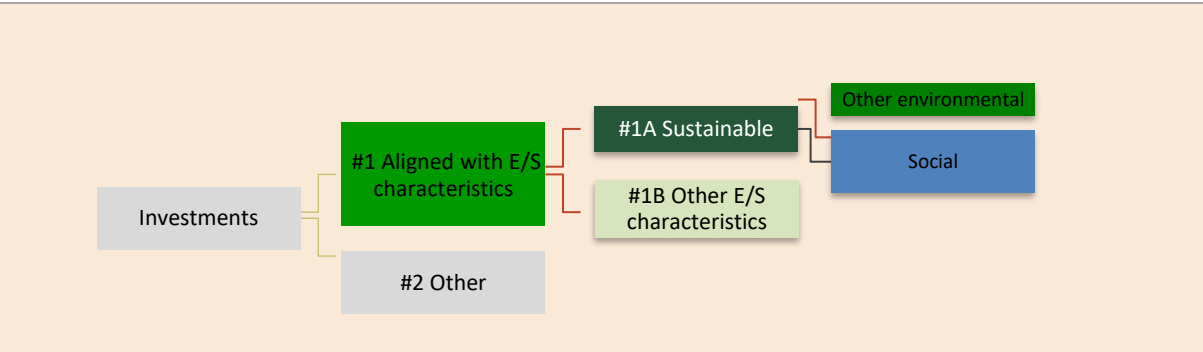 Investments
#1 Aligned with E/S
characteristics
#2 Other
#1A Sustainable
#1B Other E/S
characteristics
Other environmental
Social